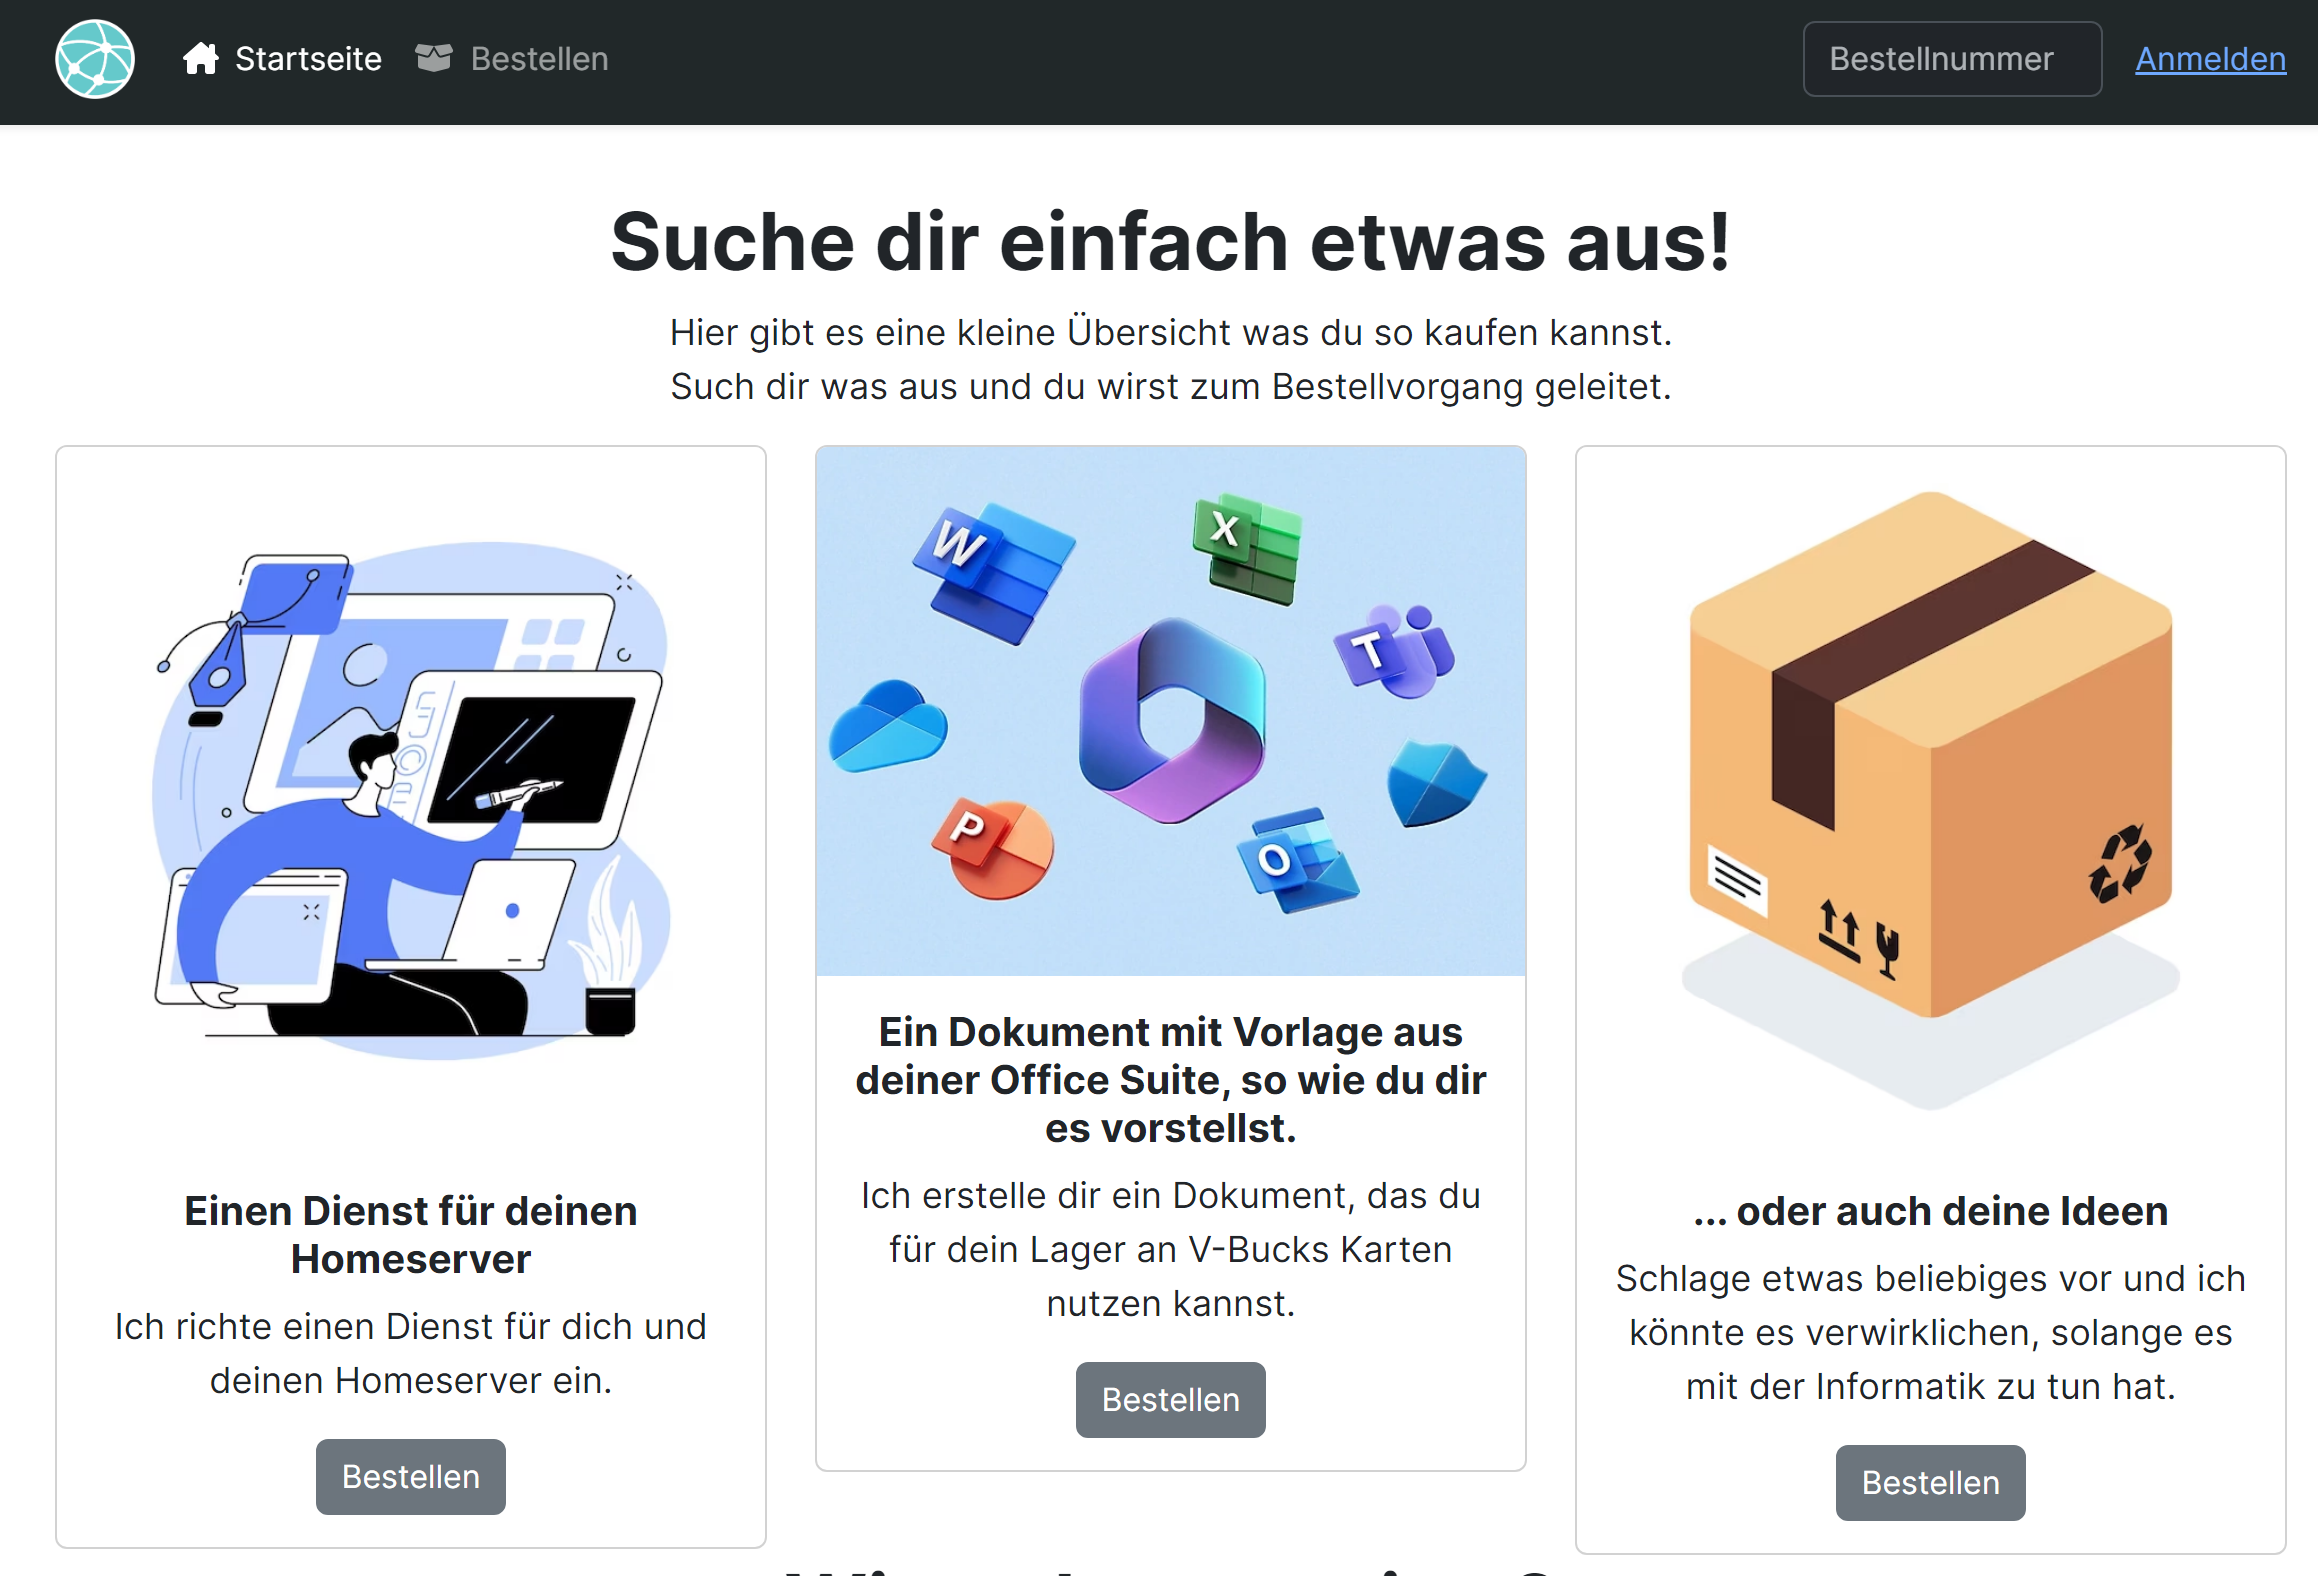 Startseite Bestellen Bestellnummer Anmelden
Suche dir einfach etwas aus!
Hier gibt es eine kleine Übersicht was du so kaufen kannst.
Such dir was aus und du wirst zum Bestellvorgang geleitet.
W
X
T
P
O
Einen Dienst für deinen
Homeserver
Ich richte einen Dienst für dich und
deinen Homeserver ein.
Bestellen
Ein Dokument mit Vorlage aus
deiner Office Suite, so wie du dir
es vorstellst.
Ich erstelle dir ein Dokument, das du
für dein Lager an V-Bucks Karten
nutzen kannst.
Bestellen
... oder auch deine Ideen
Schlage etwas beliebiges vor und ich
könnte es verwirklichen, solange es
mit der Informatik zu tun hat.
Bestellen